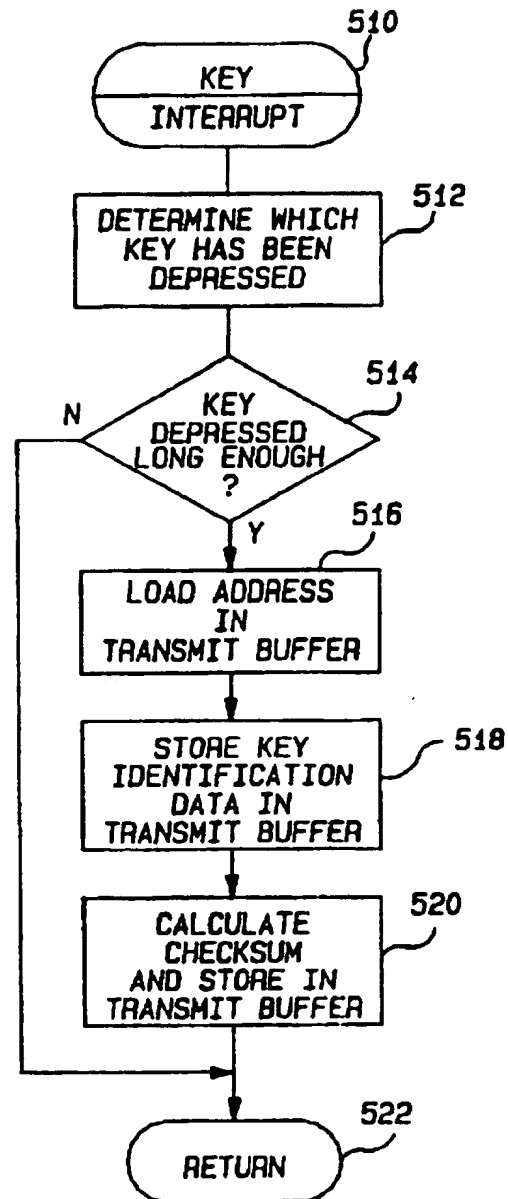 510
KEY
INTERRUPT
512
DETERMINE WHICH
KEY HAS BEEN
DEPRESSED
514
N
KEY
DEPRESSED
LONG ENOUGH
?
Y
516
LOAD ADDRESS
IN
TRANSMIT BUFFER
518
STORE KEY
IDENTIFICATION
DATA IN
TRANSMIT BUFFER
520
CALCULATE
CHECKSUM
AND STORE IN
TRANSMIT BUFFER
522
RETURN